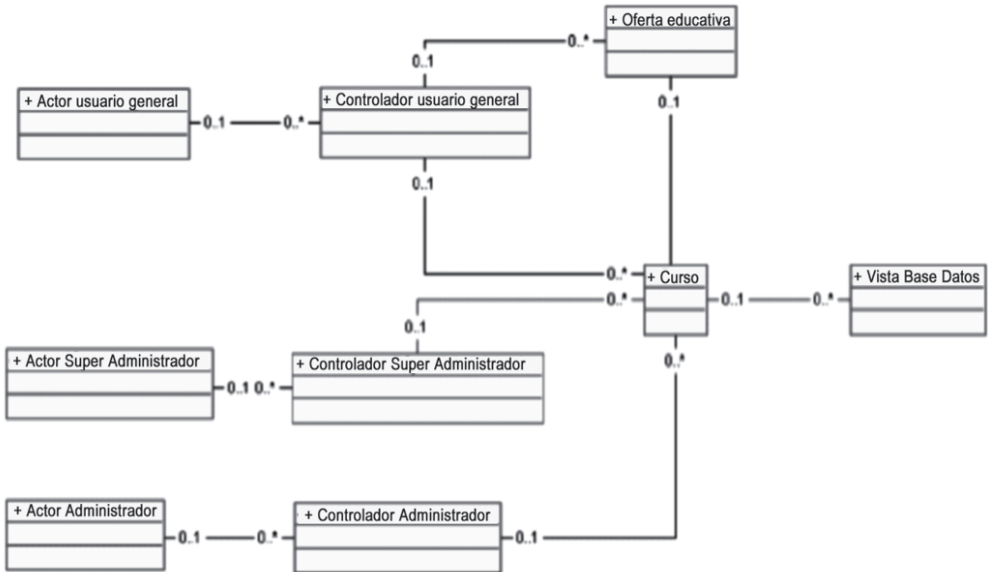 + Oferta educativa
0..*
0..1
0..1
+ Actor usuario general
+ Controlador usuario general
0..1
0..*
0..1
0..*
+ Curso
+ Vista Base Datos
0..*
0..1
0..*
0..1
+ Actor Super Administrador
+ Controlador Super Administrador
0..*
0..1 0..*
+ Actor Administrador
+ Controlador Administrador
0..1
0..*
0..1